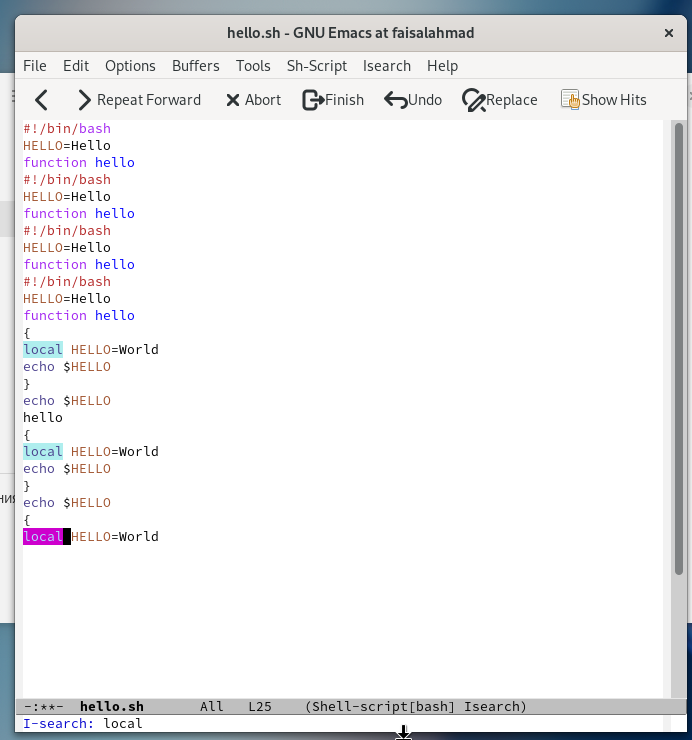 hello.sh - GNU Emacs at faisalahmad
File Edit Options Buffers Tools Sh-Script Isearch Help
Repeat Forward Abort Finish Undo Replace Show Hits
#!/bin/bash
HELLO=Hello
function hello
#!/bin/bash
HELLO=Hello
function hello
#!/bin/bash
HELLO=Hello
function hello
#!/bin/bash
HELLO=Hello
function hello
{
local HELLO=World
echo $HELLO
}
echo $HELLO
hello
{
local HELLO=World
echo $HELLO
}
echo $HELLO
{
local HELLO=World
-:**- hello.sh All L25 (Shell-script[bash] Isearch)
I-search: local